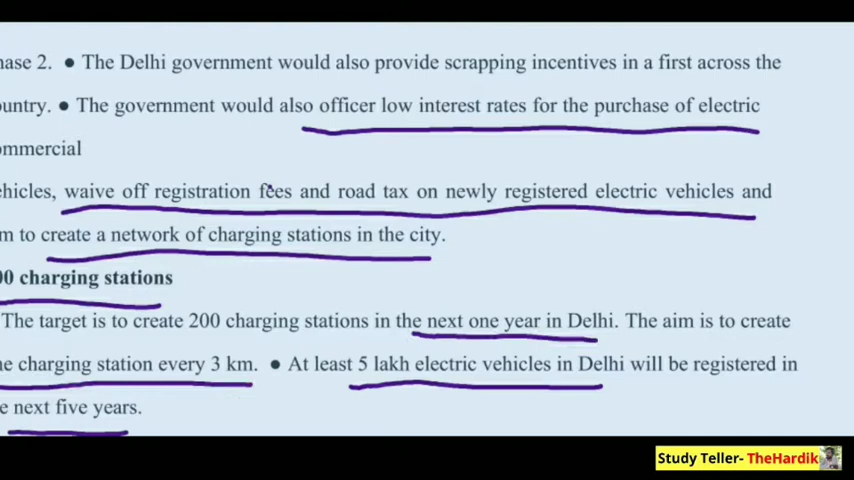 hase 2. ● The Delhi government would also provide scrapping incentives in a first across the
ountry. ● The government would also officer low interest rates for the purchase of electric
ommercial
ehicles, waive off registration fees and road tax on newly registered electric vehicles and
m to create a network of charging stations in the city.
00 charging stations
The target is to create 200 charging stations in the next one year in Delhi. The aim is to create
ne charging station every 3 km. ● At least 5 lakh electric vehicles in Delhi will be registered in
e next five years.
Study Teller- TheHardik